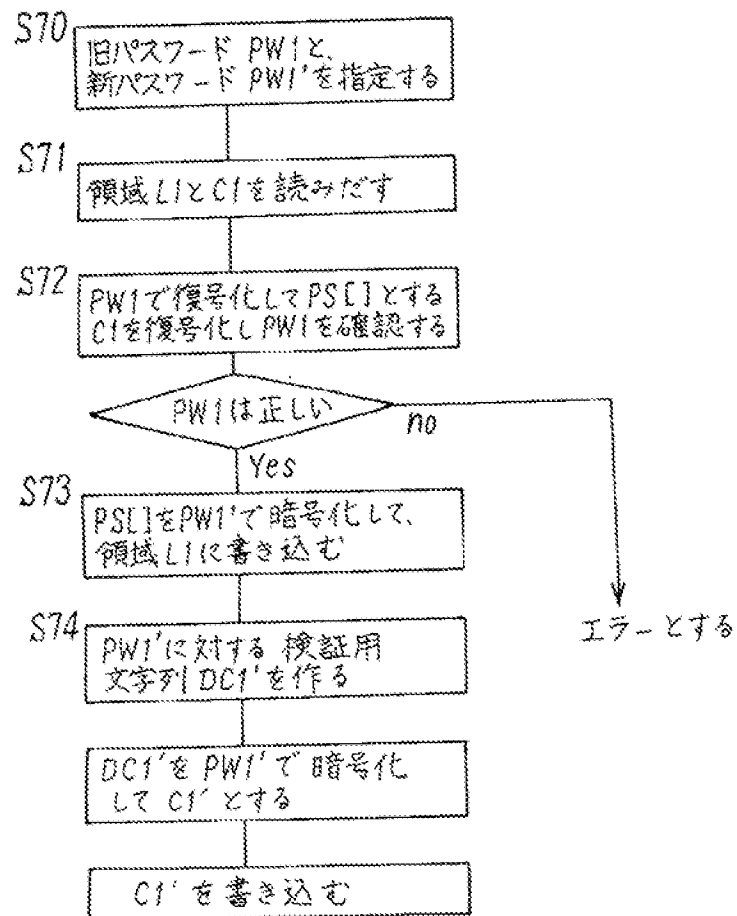 S70
旧パスワード PW1と、
新パスワード PW1'を指定する
S71
領域L1とC1を読みだす
S72
PW1で復号化してPS[]とする
C1を復号化しPW1を確認する
PW1は正しい
no
Yes
S73
PS[]をPW1'で暗号化して、
領域L1に書き込む
エラーとする
S74
PW1'に対する 検証用
文字列DC1'を作る
DC1'をPW1'で暗号化
して C1'とする
C1'を書き込む